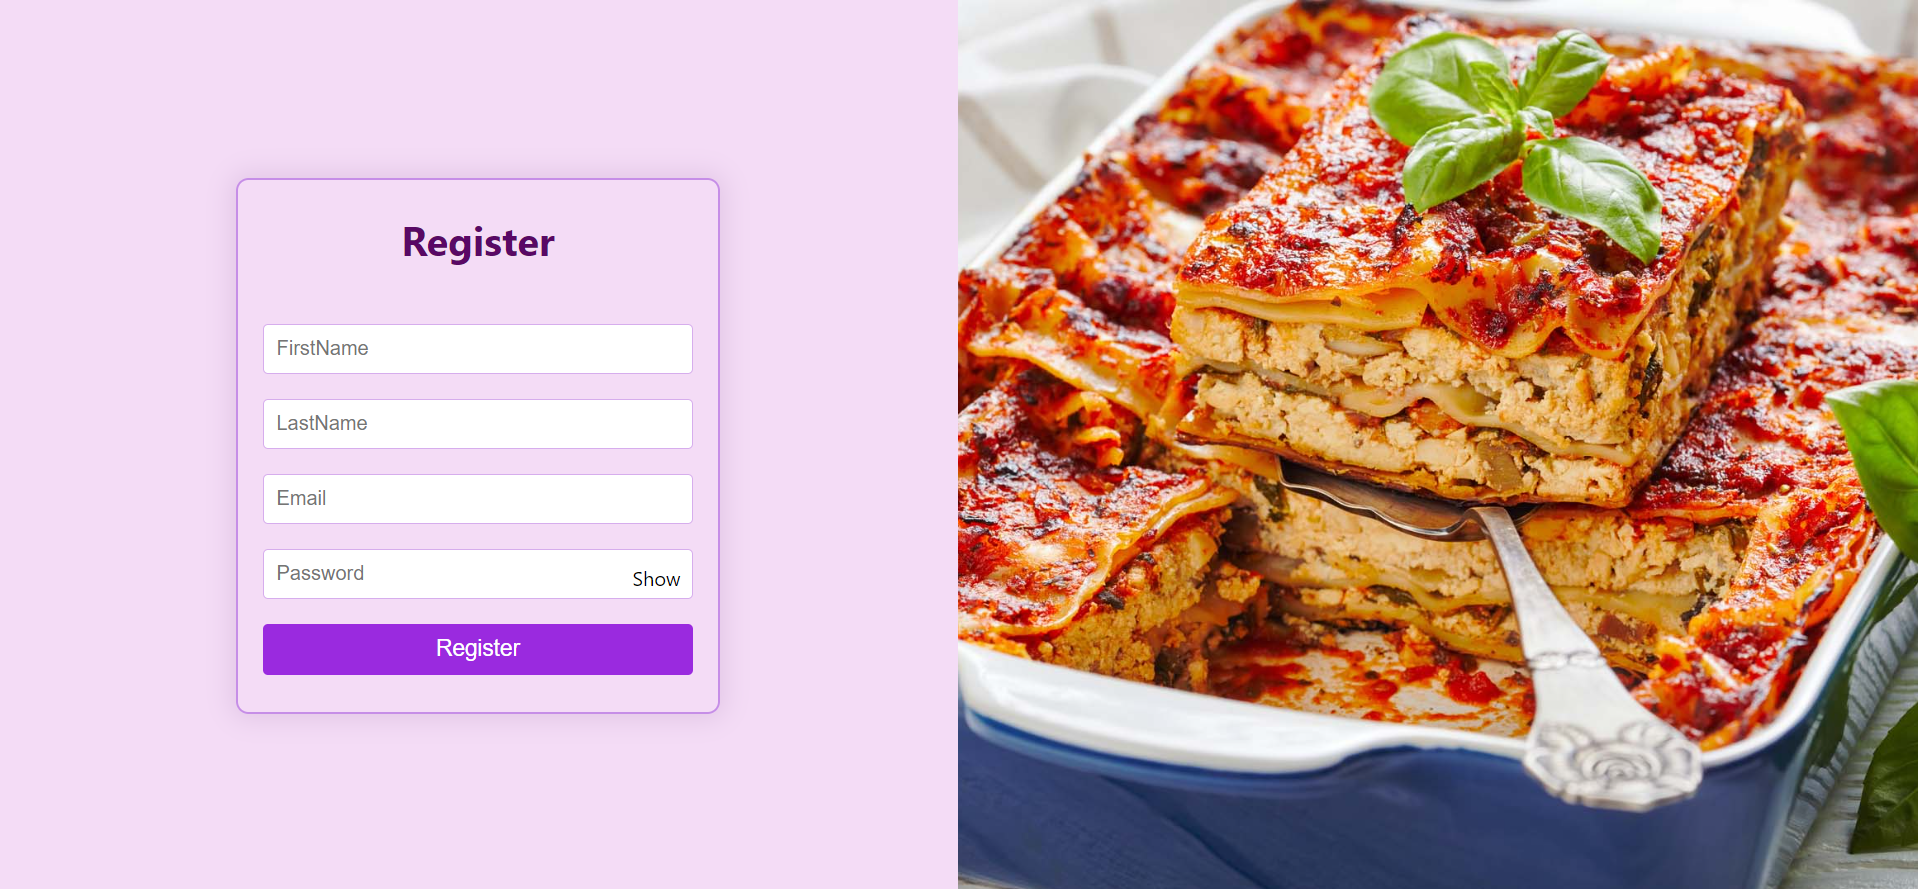 Register
FirstName
LastName
Email
Password
Show
Register